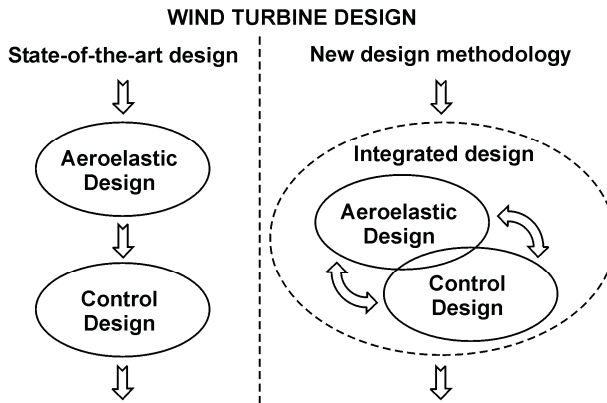 WIND TURBINE DESIGN
State-of-the-art design
Aeroelastic
Design
Control
Design
New design methodology
Integrated design
Aeroelastic
Design
Control
Design